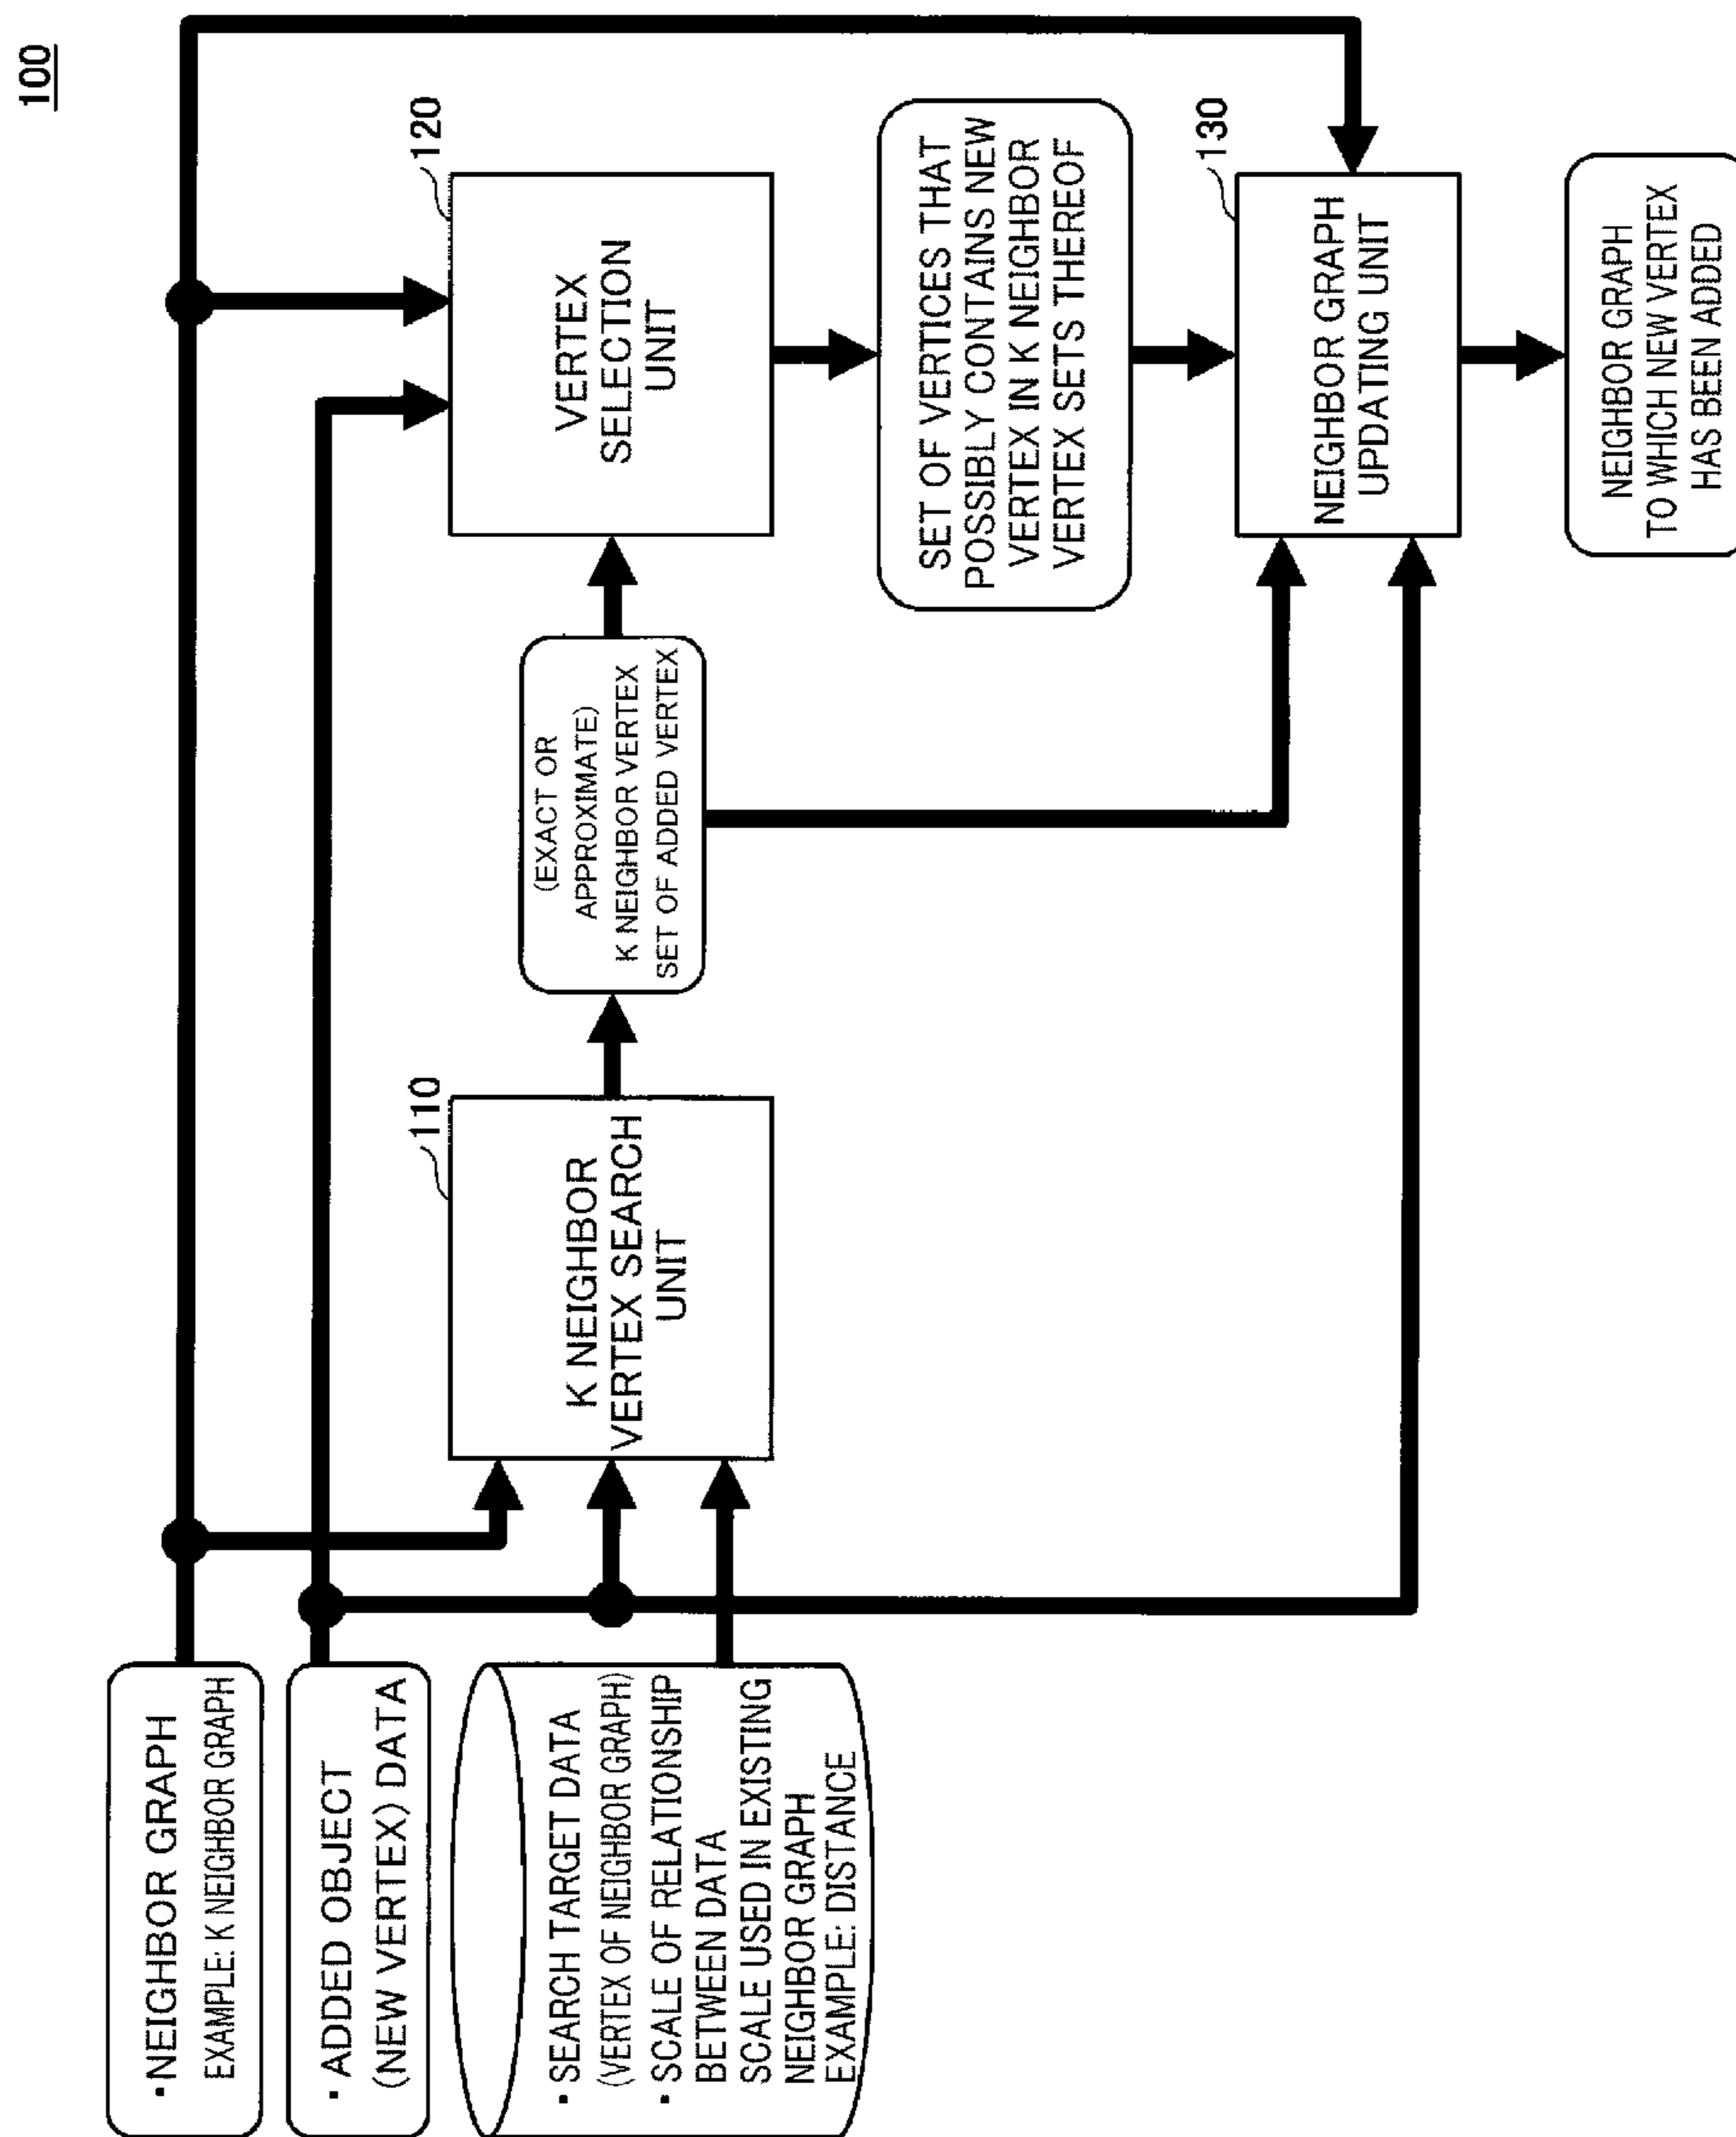 100
・NEIGHBOR GRAPH
EXAMPLE: K NEIGHBOR GRAPH
・ADDED OBJECT
(NEW VERTEX) DATA
・SEARCH TARGET DATA
(VERTEX OF NEIGHBOR GRAPH)
・SCALE OF RELATIONSHIP
BETWEEN DATA
SCALE USED IN EXISTING
NEIGHBOR GRAPH
EXAMPLE: DISTANCE
110
K NEIGHBOR
VERTEX SEARCH
UNIT
(EXACT OR
APPROXIMATE)
K NEIGHBOR VERTEX
SET OF ADDED VERTEX
120
VERTEX
SELECTION
UNIT
SET OF VERTICES THAT
POSSIBLY CONTAINS NEW
VERTEX IN K NEIGHBOR
VERTEX SETS THEREOF
130
NEIGHBOR GRAPH
UPDATING UNIT
NEIGHBOR GRAPH
TO WHICH NEW VERTEX
HAS BEEN ADDED